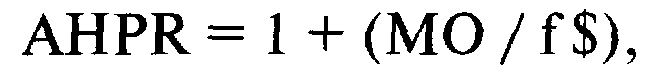 AHPR = 1 + (MO / f $),